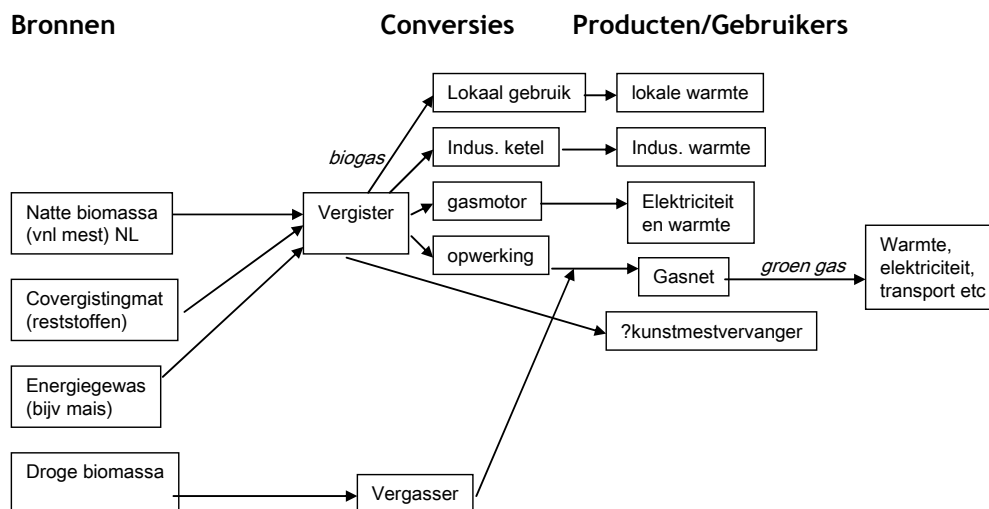 Bronnen
Conversies
Producten/Gebruikers
Lokaal gebruik
lokale warmte
biogas
Indus. ketel
Indus. warmte
Natte biomassa
(vnl mest) NL
Vergister
gasmotor
Elektriciteit
en warmte
opwerking
Gasnet
groen gas
Warmte,
elektriciteit,
transport etc
Covergistingmat
(reststoffen)
?kunstmestvervanger
Energiegewas
(bijv mais)
Droge biomassa
Vergasser